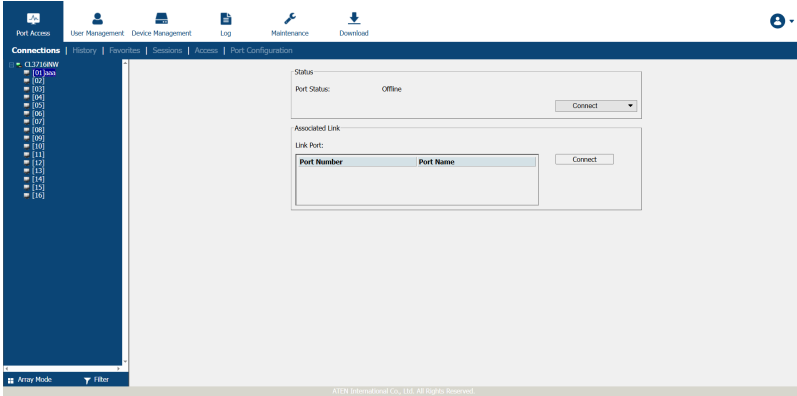 Port Access User Management Device Management Log Maintenance Download
Connections | History | Favorites | Sessions | Access | Port Configuration
CL3716iNW
[01]aaa
[02]
[03]
[04]
[05]
[06]
[07]
[08]
[09]
[10]
[11]
[12]
[13]
[14]
[15]
[16]
Status
Port Status: Offline
Connect
Associated Link
Link Port:
Port Number Port Name
Connect
Array Mode Filter
ATEN International Co., Ltd. All Rights Reserved.